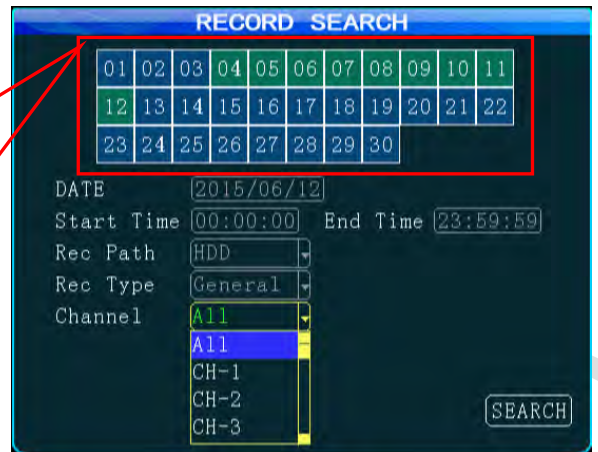 RECORD SEARCH
01 02 03 04 05 06 07 08 09 10 11
12 13 14 15 16 17 18 19 20 21 22
23 24 25 26 27 28 29 30
DATE 2015/06/12
Start Time 00:00:00 End Time 23:59:59
Rec Path HDD
Rec Type General
Channel All
All
CH-1
CH-2
CH-3
SEARCH